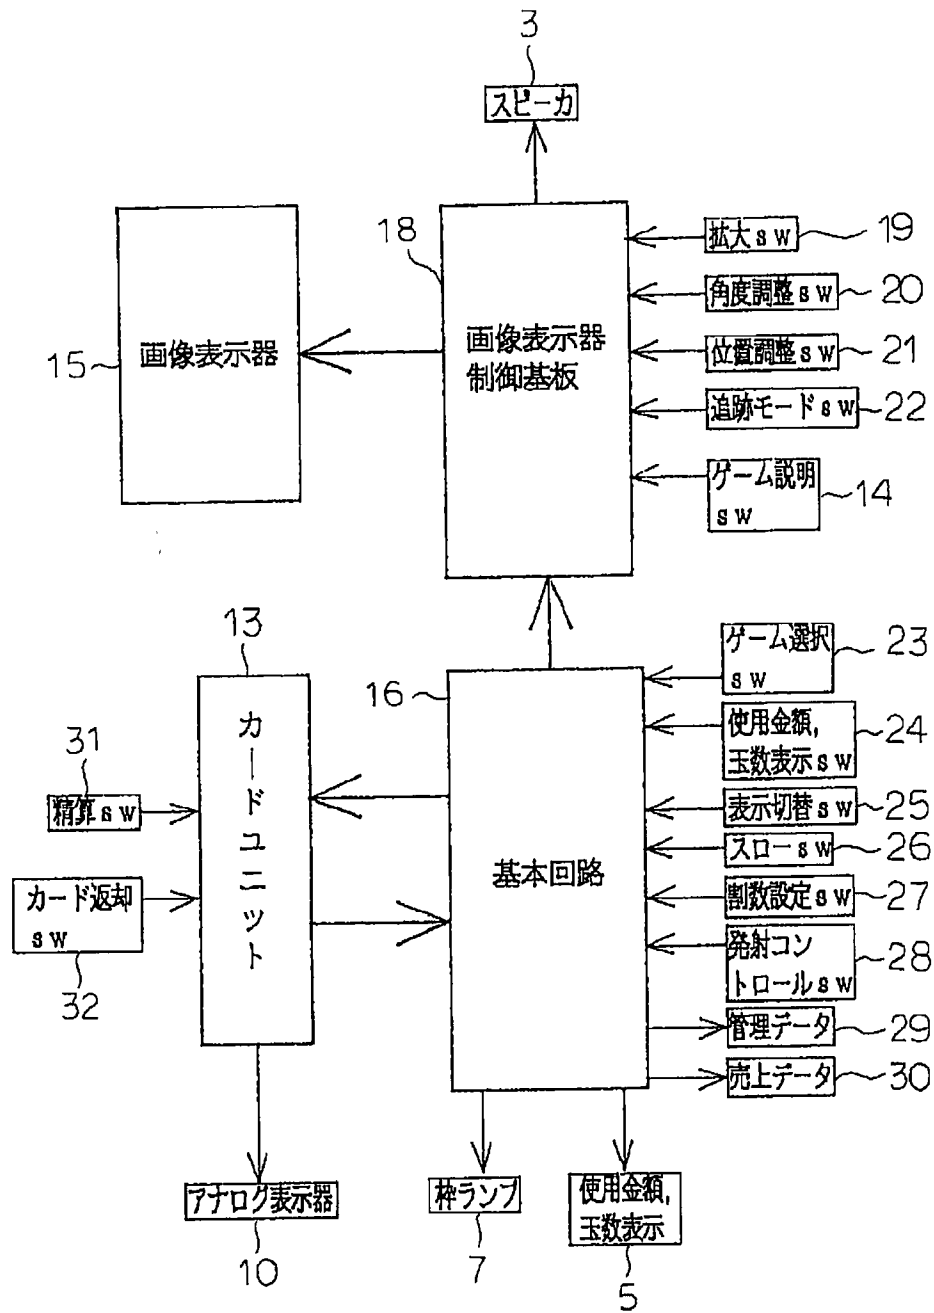 3
スピーカ
18
拡大sw
19
角度調整sw
20
15
画像表示器
画像表示器
制御基板
位置調整sw
21
追跡モードsw
22
ゲーム説明
sw
14
13
16
ゲーム選択
sw
23
カードユニット
使用金額,
玉数表示sw
24
31
精算sw
表示切替sw
25
基本回路
スローsw
26
カード返却
sw
32
割数設定sw
27
発射コン
トロールsw
28
管理データ
29
売上データ
30
アナログ表示器
10
枠ランプ
7
使用金額,
玉数表示
5